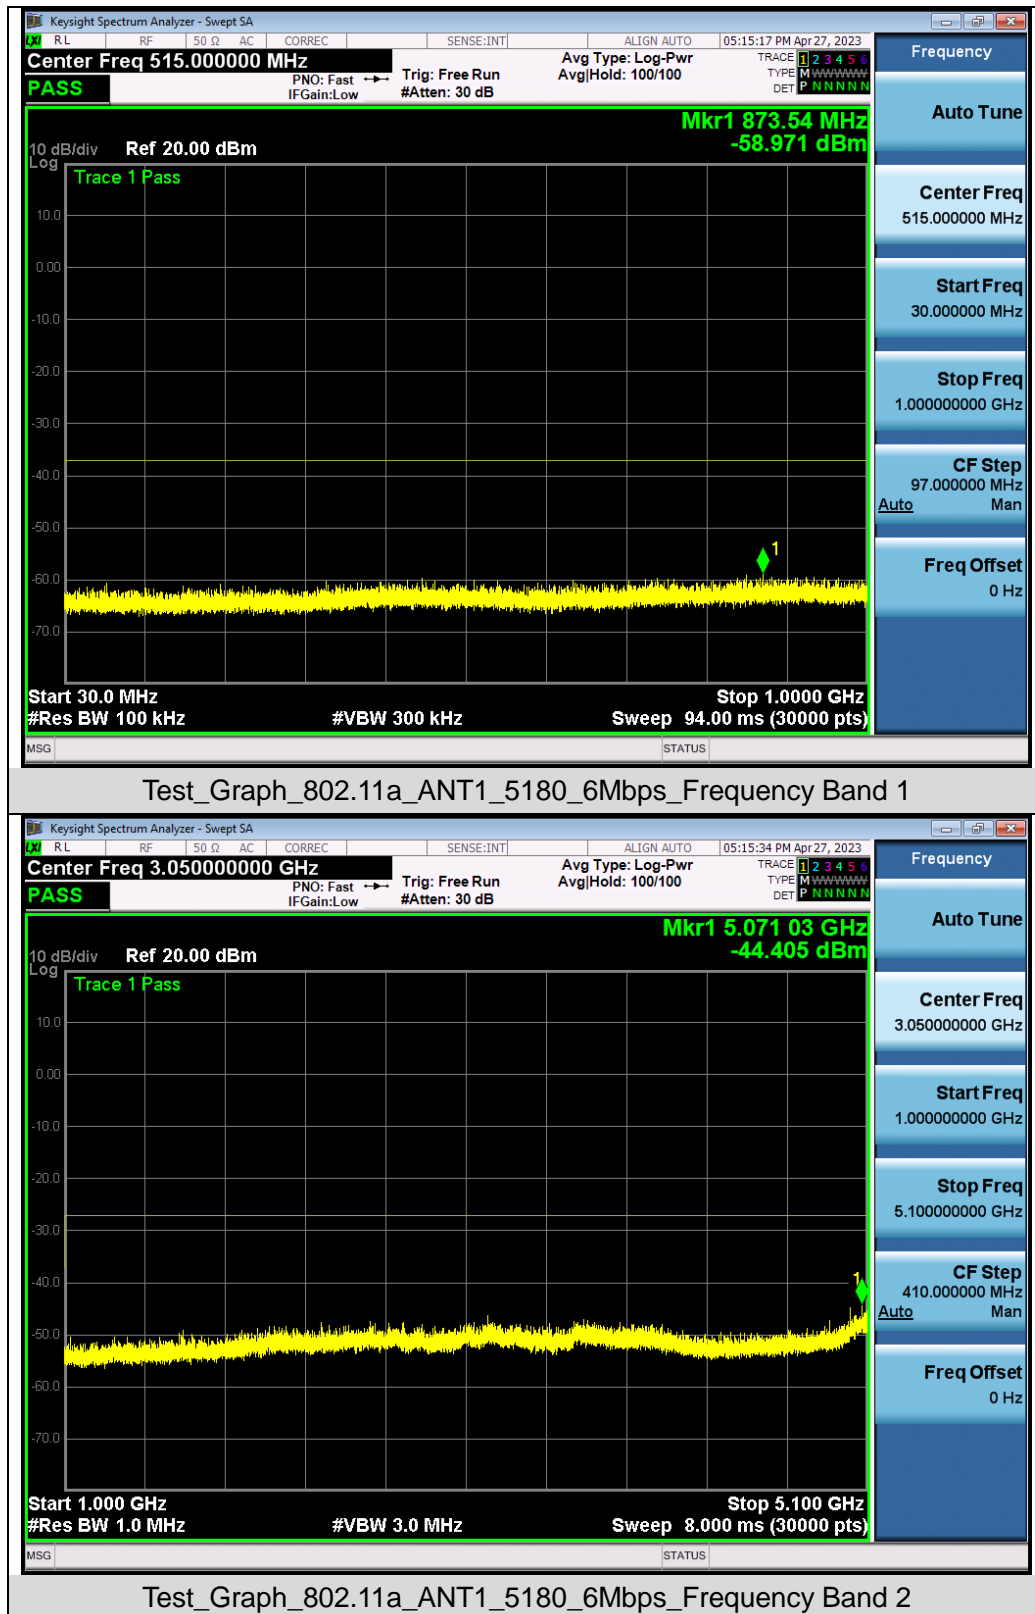 Keysight Spectrum Analyzer - Swept SA
LXI RL RF 50 Ω AC CORREC SENSE:INT ALIGN AUTO 05:15:17 PM Apr 27, 2023
Center Freq 515.000000 MHz
PASS
PNO: Fast
IFGain:Low
Trig: Free Run
#Atten: 30 dB
Avg Type: Log-Pwr
Avg|Hold: 100/100
TRACE 1 2 3 4 5 6
TYPE M W W W W W
DET P N N N N N
Mkr1 873.54 MHz
-58.971 dBm
10 dB/div Ref 20.00 dBm
Log
Trace 1 Pass
10.0
0.00
-10.0
-20.0
-30.0
-40.0
-50.0
1
-60.0
-70.0
Start 30.0 MHz Stop 1.0000 GHz
#Res BW 100 kHz #VBW 300 kHz Sweep 94.00 ms (30000 pts)
MSG STATUS
Frequency
Auto Tune
Center Freq
515.000000 MHz
Start Freq
30.000000 MHz
Stop Freq
1.000000000 GHz
CF Step
97.000000 MHz
Auto Man
Freq Offset
0 Hz
Test_Graph_802.11a_ANT1_5180_6Mbps_Frequency Band 1
Keysight Spectrum Analyzer - Swept SA
LXI RL RF 50 Ω AC CORREC SENSE:INT ALIGN AUTO 05:15:34 PM Apr 27, 2023
Center Freq 3.050000000 GHz
PASS
PNO: Fast
IFGain:Low
Trig: Free Run
#Atten: 30 dB
Avg Type: Log-Pwr
Avg|Hold: 100/100
TRACE 1 2 3 4 5 6
TYPE M W W W W W
DET P N N N N N
Mkr1 5.071 03 GHz
-44.405 dBm
10 dB/div Ref 20.00 dBm
Log
Trace 1 Pass
10.0
0.00
-10.0
-20.0
-30.0
-40.0
1
-50.0
-60.0
-70.0
Start 1.000 GHz Stop 5.100 GHz
#Res BW 1.0 MHz #VBW 3.0 MHz Sweep 8.000 ms (30000 pts)
MSG STATUS
Frequency
Auto Tune
Center Freq
3.050000000 GHz
Start Freq
1.000000000 GHz
Stop Freq
5.100000000 GHz
CF Step
410.000000 MHz
Auto Man
Freq Offset
0 Hz
Test_Graph_802.11a_ANT1_5180_6Mbps_Frequency Band 2